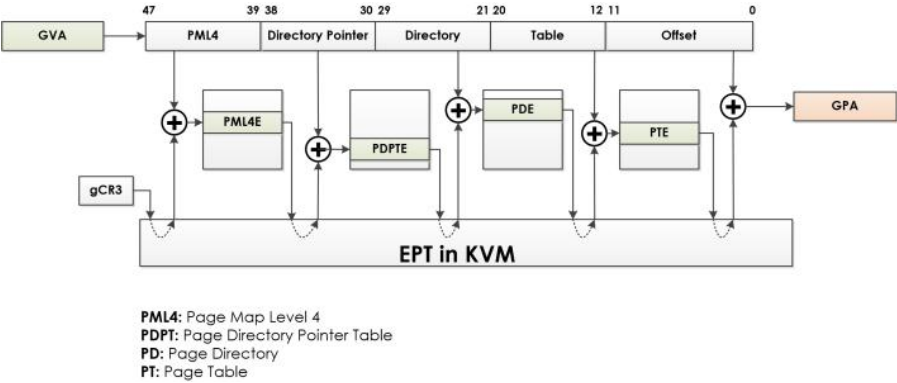 47 39 38 30 29 21 20 12 11 0
GVA PML4 Directory Pointer Directory Table Offset
PML4E PDPTE PDE PTE GPA
gCR3
EPT in KVM
PML4: Page Map Level 4
PDPT: Page Directory Pointer Table
PD: Page Directory
PT: Page Table